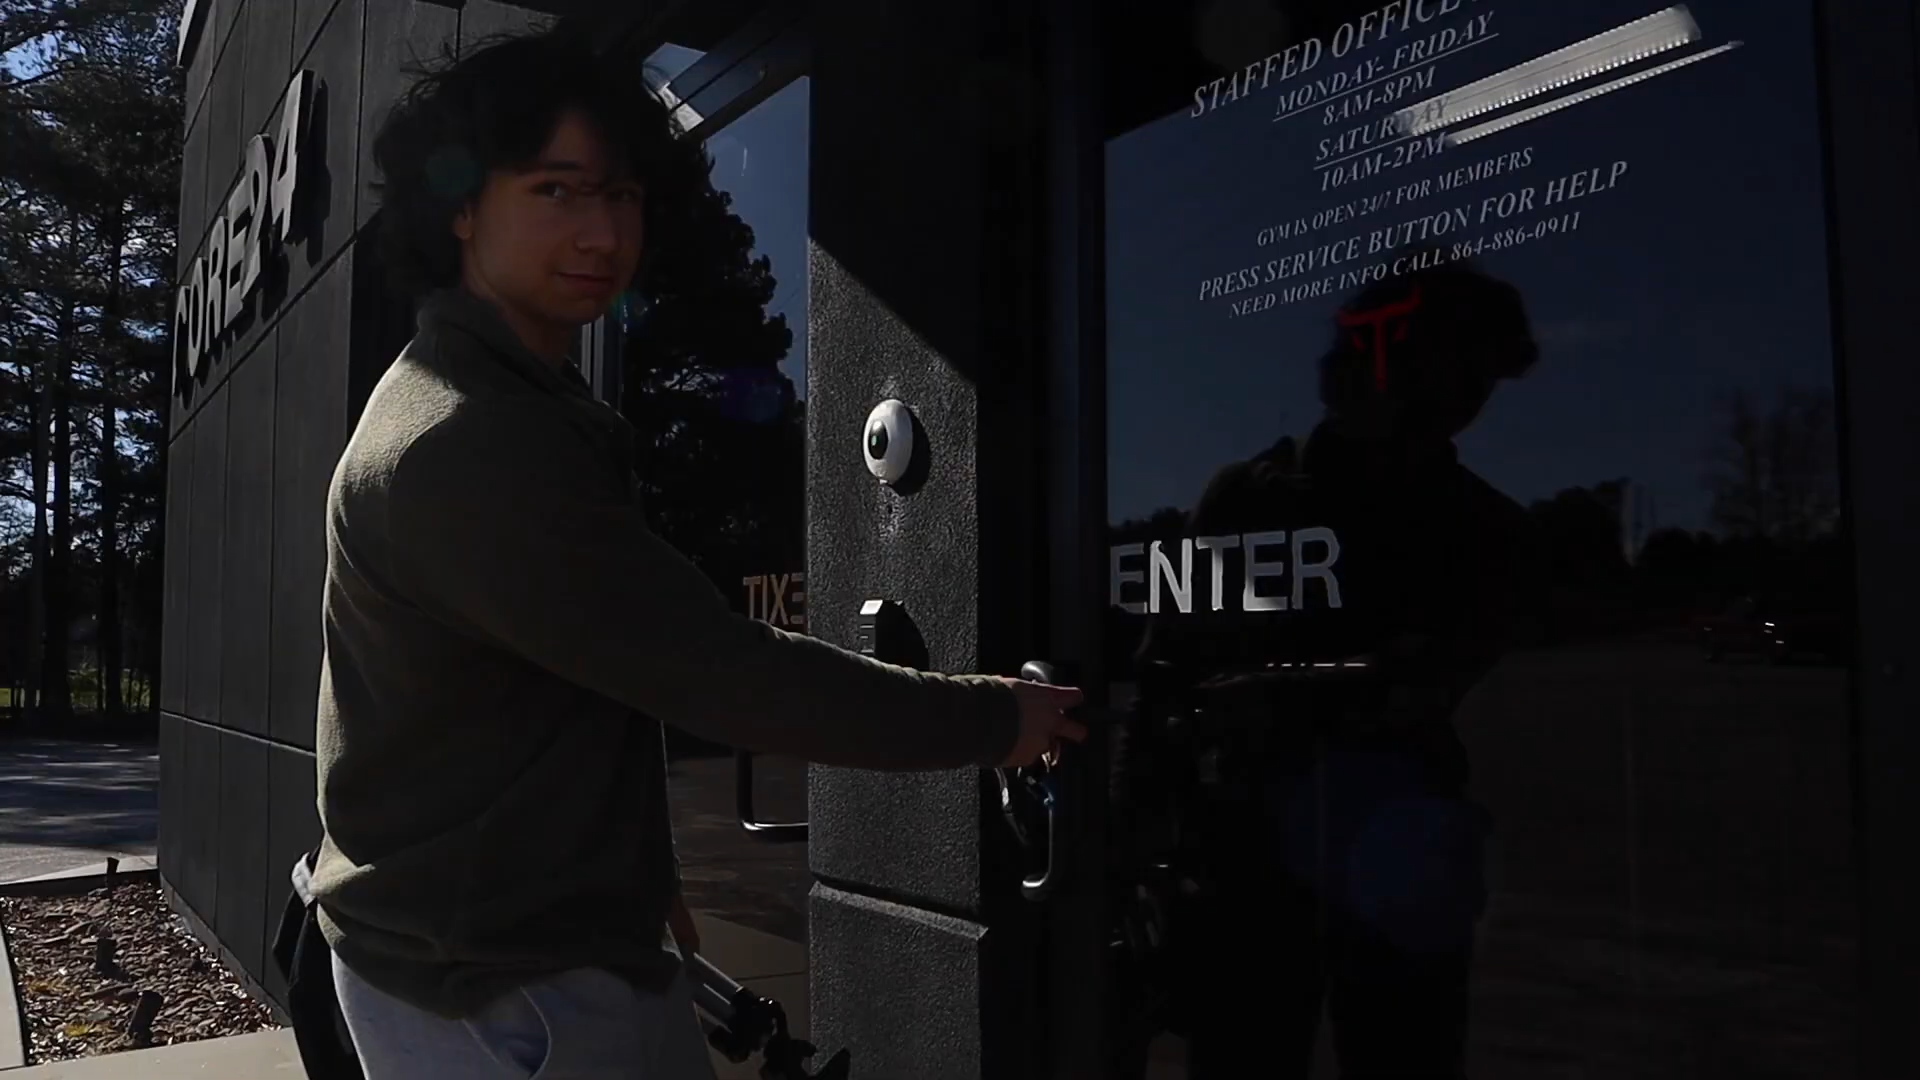 CORE24
STAFFED OFFICE
MONDAY- FRIDAY
8AM-8PM
SATURDAY
10AM-2PM
GYM IS OPEN 24/7 FOR MEMBERS
PRESS SERVICE BUTTON FOR HELP
NEED MORE INFO CALL 864-886-0911
EXIT
ENTER